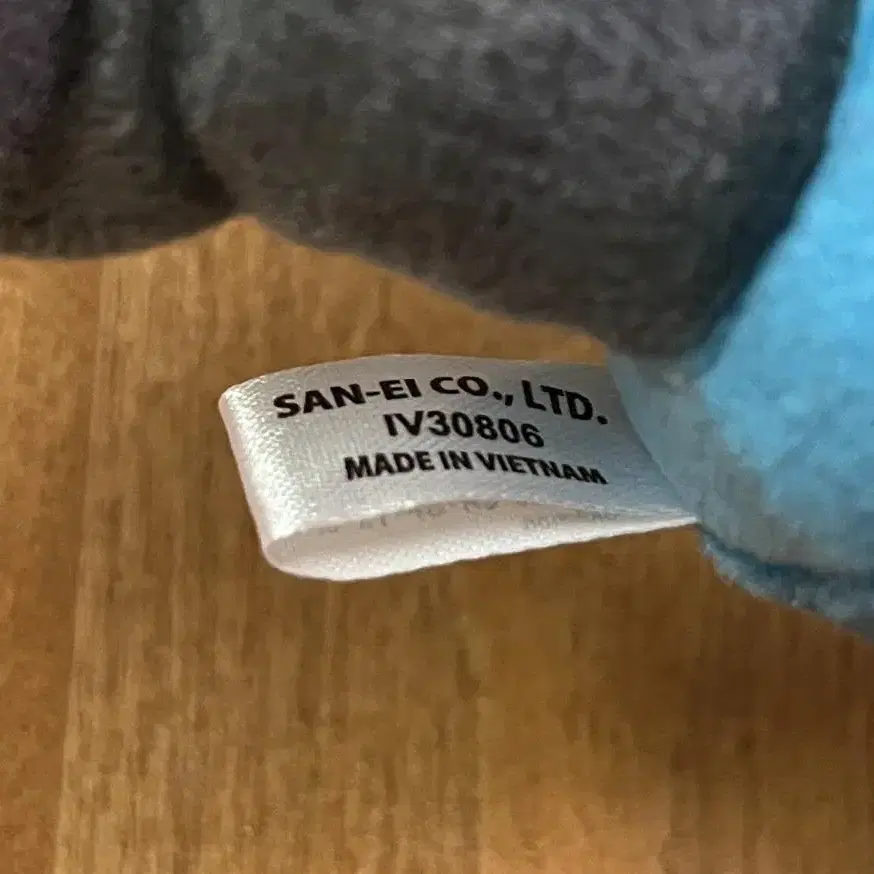 SAN-EI CO., LTD.
IV30806
MADE IN VIETNAM